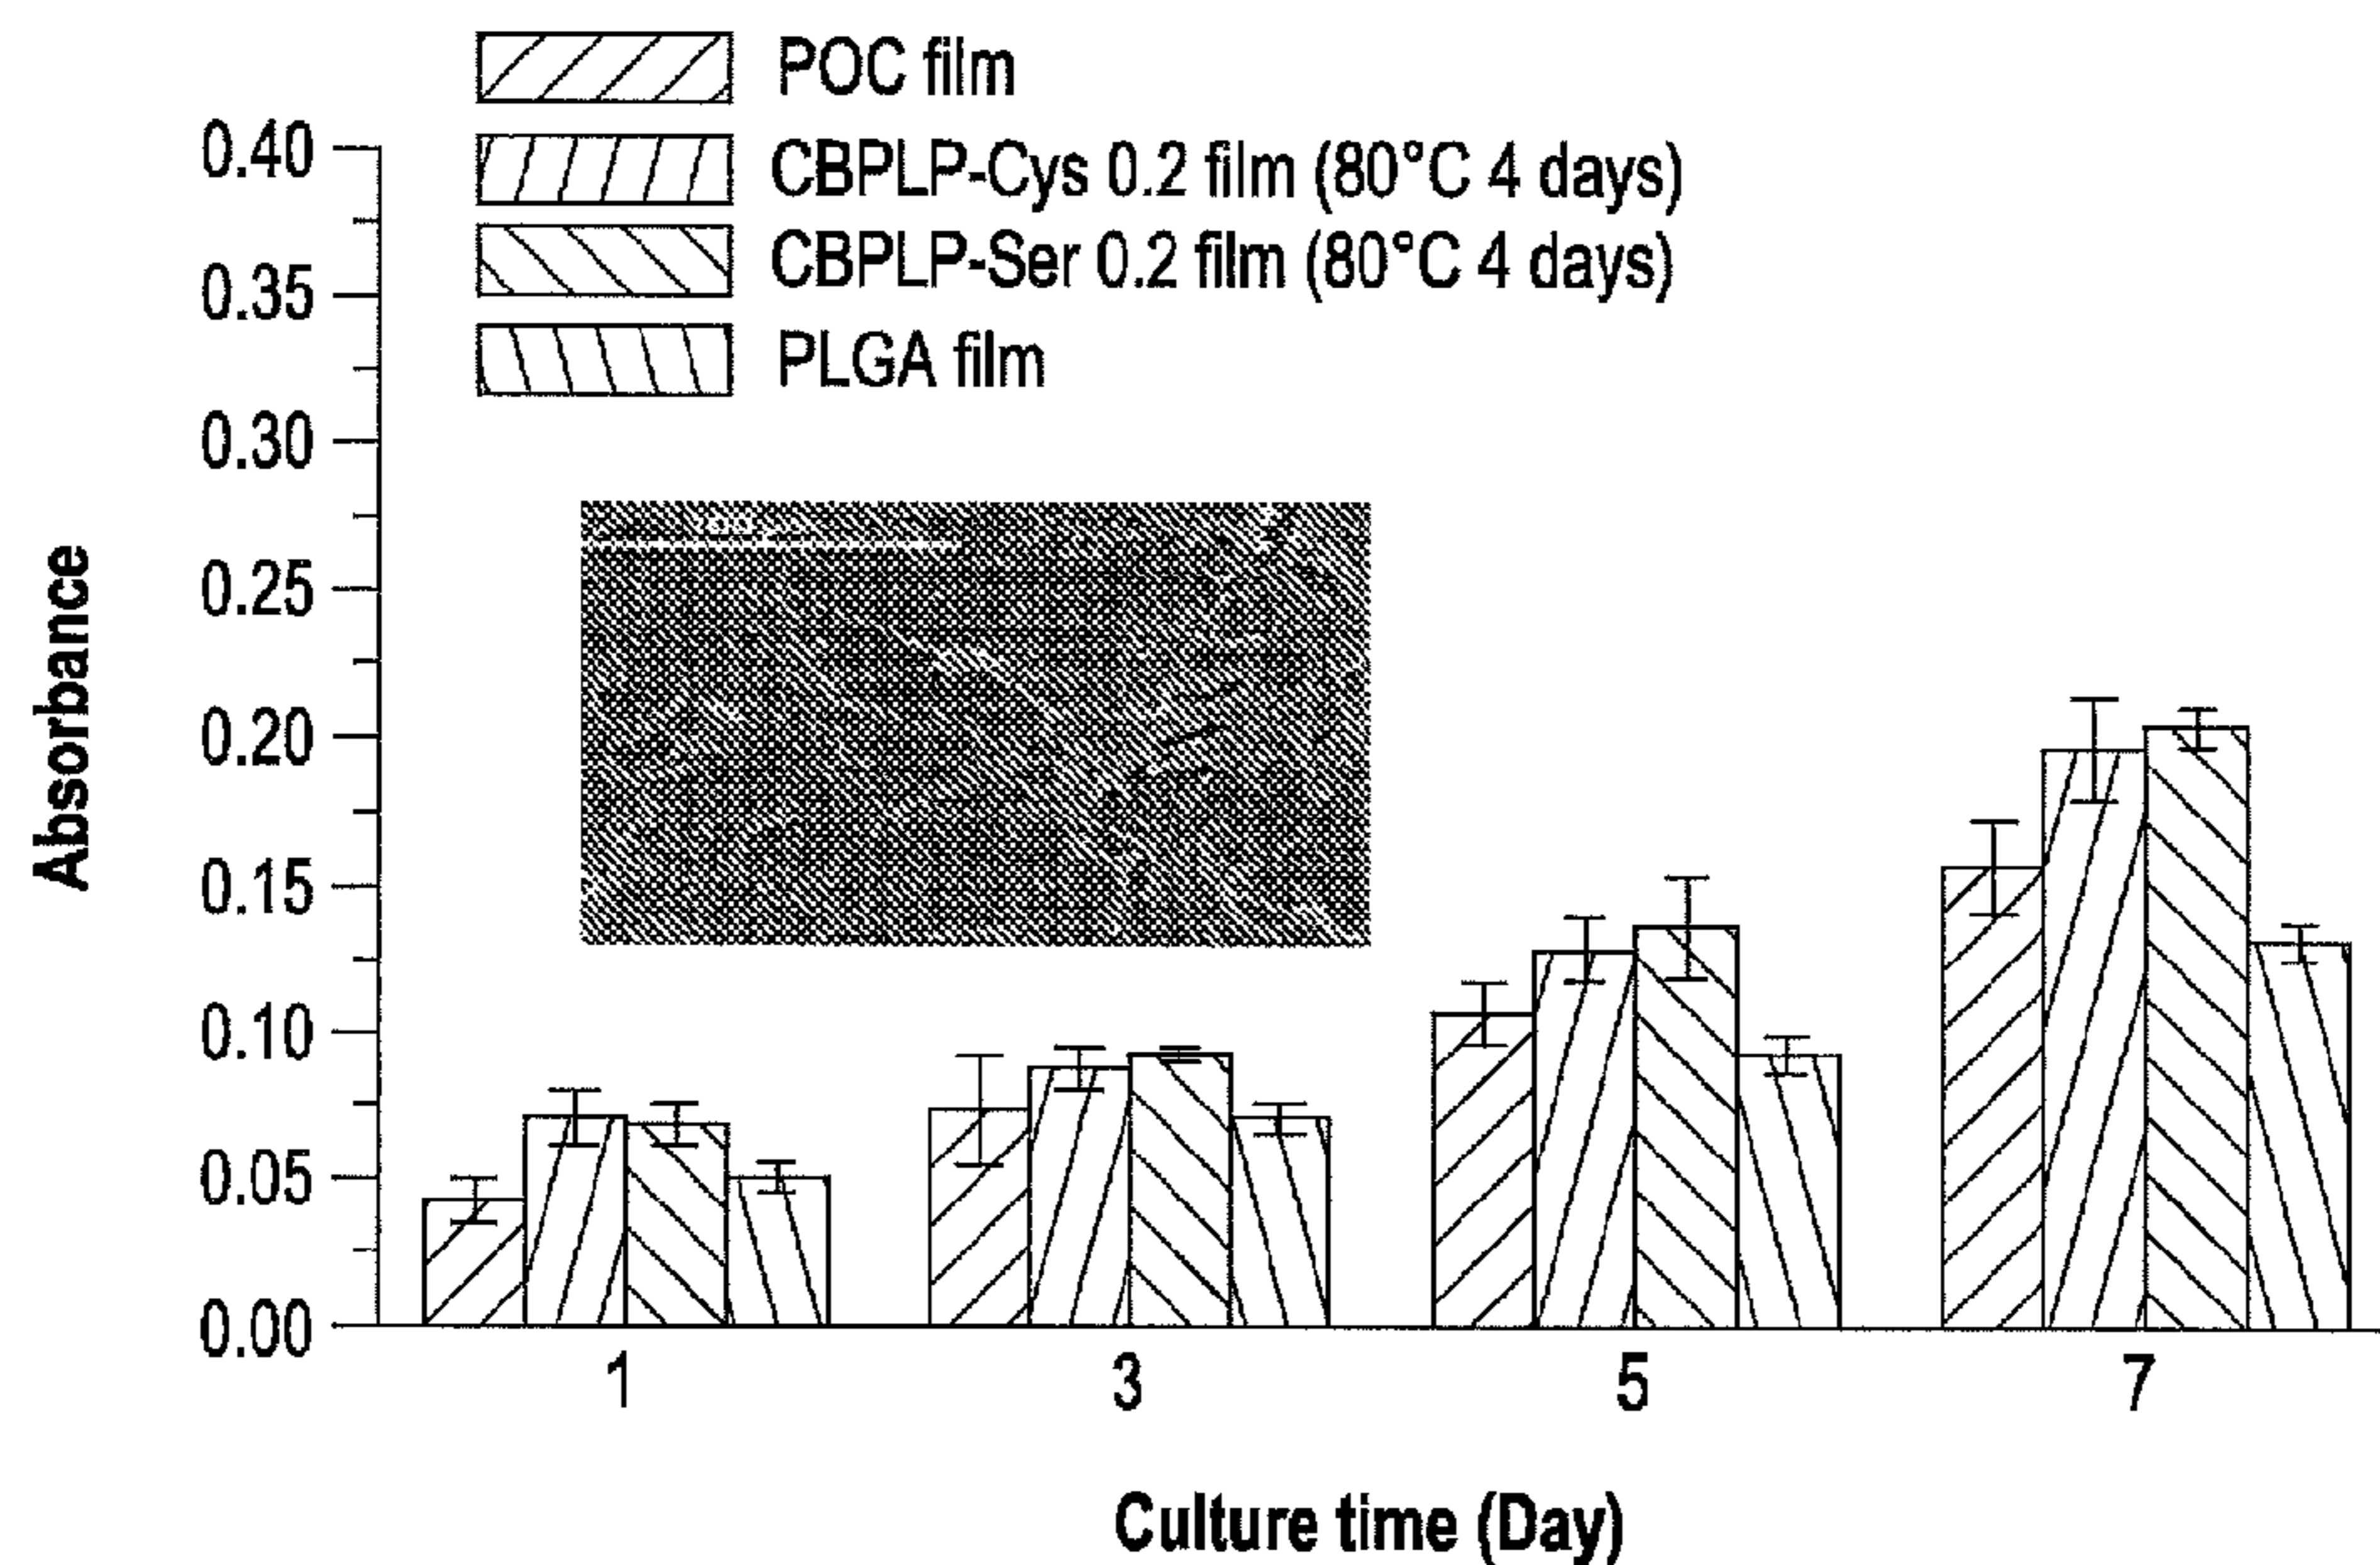 POC film
CBPLP-Cys 0.2 film (80°C 4 days)
CBPLP-Ser 0.2 film (80°C 4 days)
PLGA film
0.40
0.35
0.30
0.25
0.20
0.15
0.10
0.05
0.00
Absorbance
1 3 5 7
Culture time (Day)